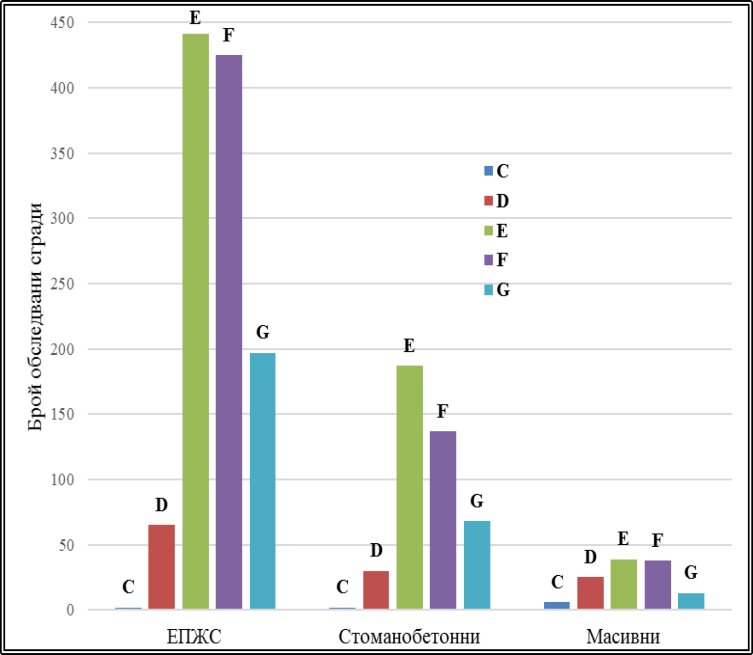 Брой обследвани сгради
450
400
350
300
250
200
150
100
50
0
C D E F G
C D E F G
C D E F G
C
D
E
F
G
ЕПЖС Стоманобетонни Масивни